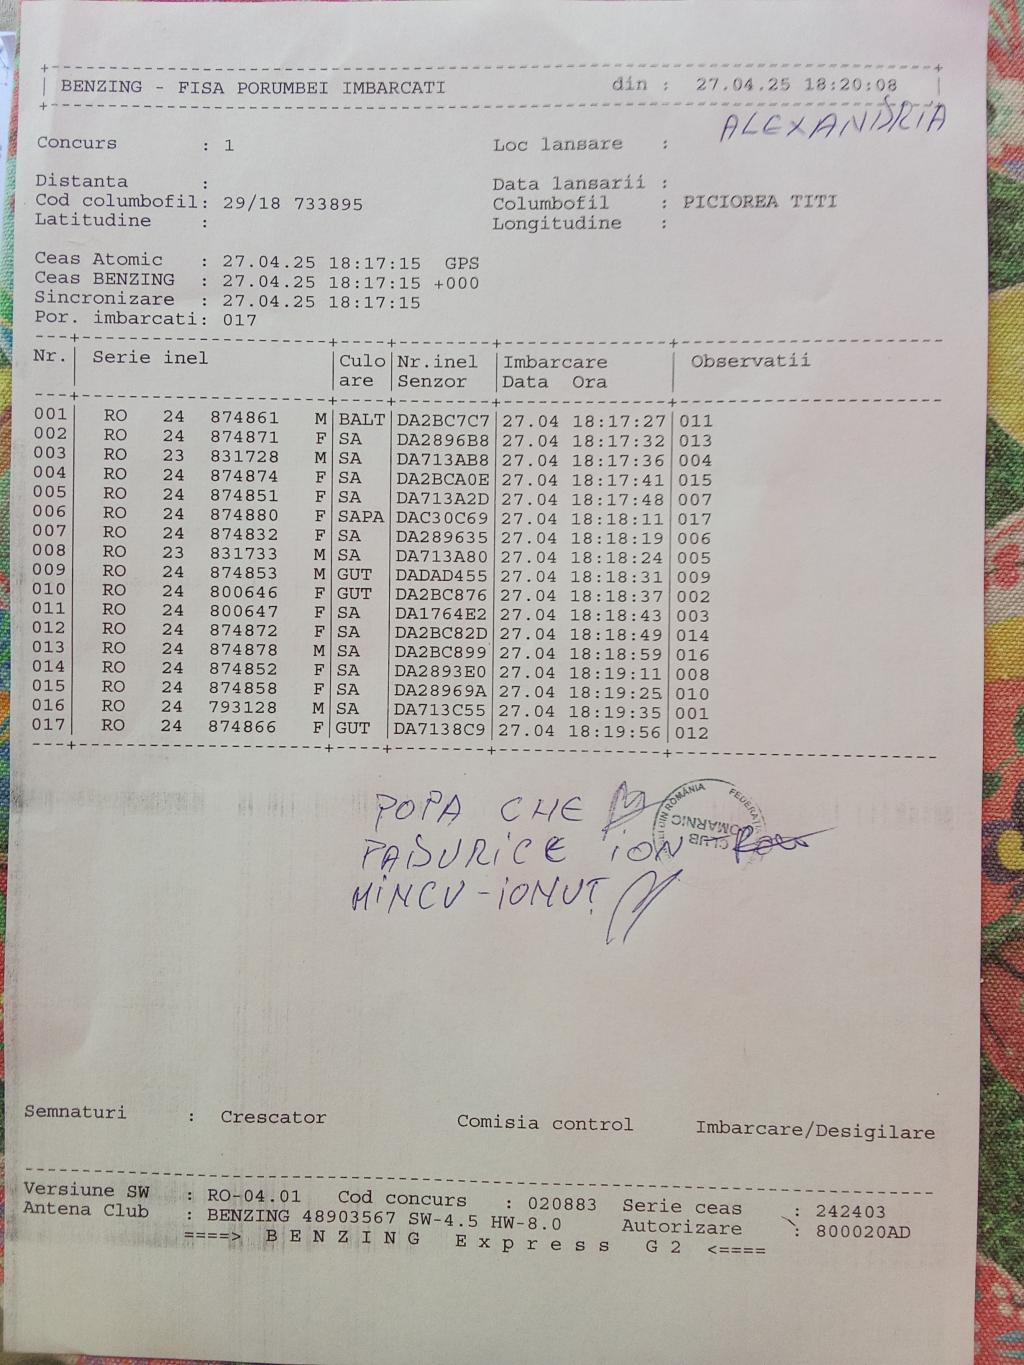 BENZING - FISA PORUMBEI IMBARCATI din : 27.04.25 18:20:08
ALEXANDRIA
Concurs : 1 Loc lansare :
Distanta : Data lansarii :
Cod columbofil: 29/18 733895 Columbofil : PICIOREA TITI
Latitudine : Longitudine :
Ceas Atomic : 27.04.25 18:17:15 GPS
Ceas BENZING : 27.04.25 18:17:15 +000
Sincronizare : 27.04.25 18:17:15
Por. imbarcati: 017
Nr. Serie inel Culo Nr.inel Imbarcare Observatii
are Senzor Data Ora
001 RO 24 874861 M BALT DA2BC7C7 27.04 18:17:27 011
002 RO 24 874871 F SA DA2896B8 27.04 18:17:32 013
003 RO 23 831728 M SA DA713AB8 27.04 18:17:36 004
004 RO 24 874874 F SA DA2BCA0E 27.04 18:17:41 015
005 RO 24 874851 F SA DA713A2D 27.04 18:17:48 007
006 RO 24 874880 F SAPA DAC30C69 27.04 18:18:11 017
007 RO 24 874832 F SA DA289635 27.04 18:18:19 006
008 RO 23 831733 M SA DA713A80 27.04 18:18:24 005
009 RO 24 874853 M GUT DADAD455 27.04 18:18:31 009
010 RO 24 800646 F GUT DA2BC876 27.04 18:18:37 002
011 RO 24 800647 F SA DA1764E2 27.04 18:18:43 003
012 RO 24 874872 F SA DA2BC82D 27.04 18:18:49 014
013 RO 24 874878 M SA DA2BC899 27.04 18:18:59 016
014 RO 24 874852 F SA DA2893E0 27.04 18:19:11 008
015 RO 24 874858 F SA DA28969A 27.04 18:19:25 010
016 RO 24 793128 M SA DA713C55 27.04 18:19:35 001
017 RO 24 874866 F GUT DA7138C9 27.04 18:19:56 012
POPA CHE
PADURICE ION
MINCU-IONUȚ
DIN ROMÂNIA FEDERAȚIA
CLUB
COMARNIC
Semnaturi : Crescator Comisia control Imbarcare/Desigilare
Versiune SW : RO-04.01 Cod concurs : 020883 Serie ceas : 242403
Antena Club : BENZING 48903567 SW-4.5 HW-8.0 Autorizare : 800020AD
====> B E N Z I N G E x p r e s s G 2 <====